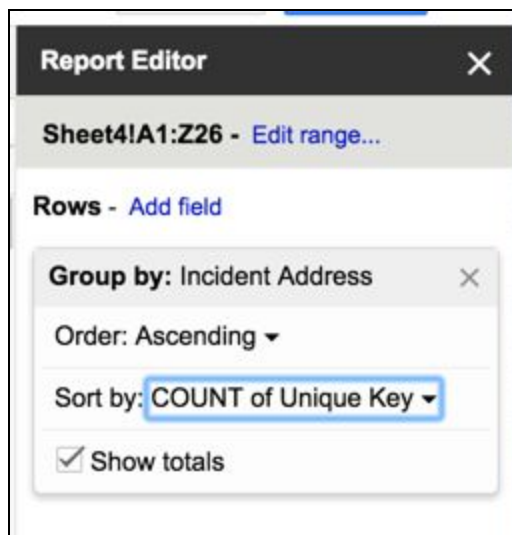 Report Editor
Sheet4!A1:Z26 - Edit range...
Rows - Add field
Group by: Incident Address
Order: Ascending
Sort by: COUNT of Unique Key
Show totals